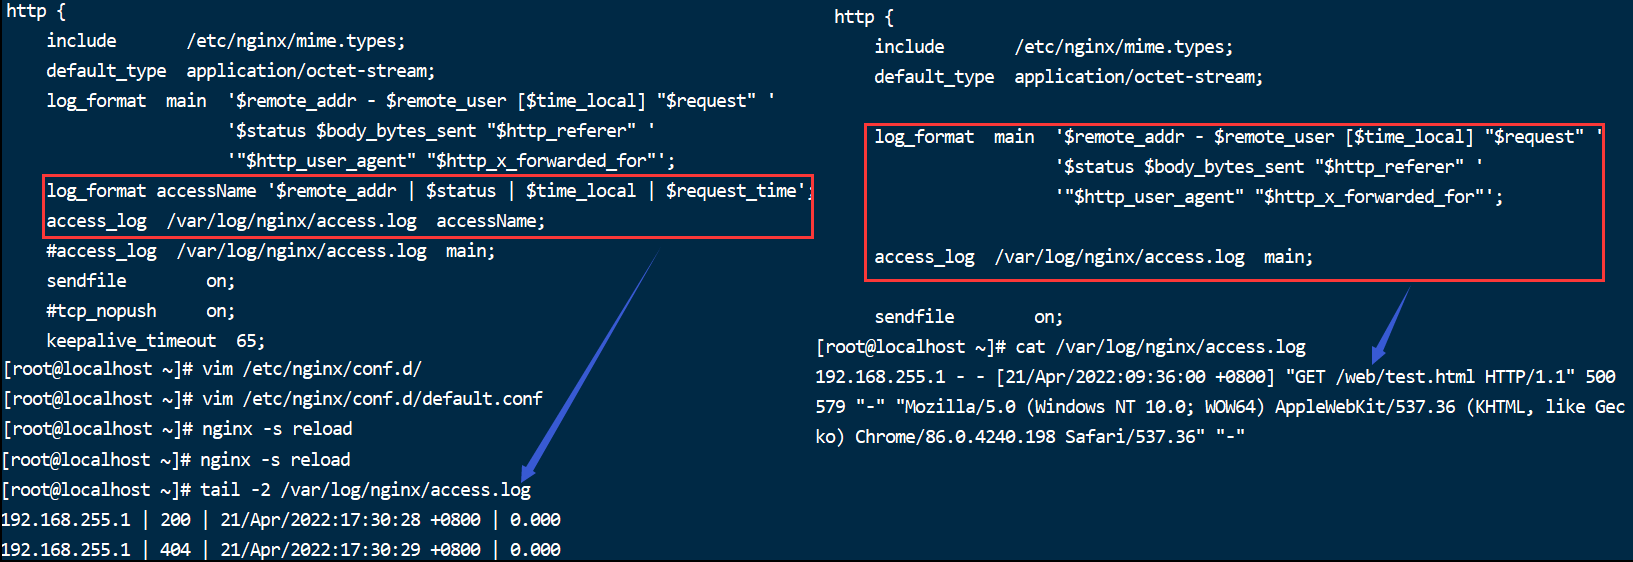 http {
    include       /etc/nginx/mime.types;
    default_type  application/octet-stream;
    log_format  main  '$remote_addr - $remote_user [$time_local] "$request" '
                      '$status $body_bytes_sent "$http_referer" '
                      '"$http_user_agent" "$http_x_forwarded_for"';
    log_format accessName '$remote_addr | $status | $time_local | $request_time';
    access_log  /var/log/nginx/access.log  accessName;
    #access_log  /var/log/nginx/access.log  main;
    sendfile        on;
    #tcp_nopush     on;
    keepalive_timeout  65;
[root@localhost ~]# vim /etc/nginx/conf.d/
[root@localhost ~]# vim /etc/nginx/conf.d/default.conf
[root@localhost ~]# nginx -s reload
[root@localhost ~]# nginx -s reload
[root@localhost ~]# tail -2 /var/log/nginx/access.log
192.168.255.1 | 200 | 21/Apr/2022:17:30:28 +0800 | 0.000
192.168.255.1 | 404 | 21/Apr/2022:17:30:29 +0800 | 0.000
http {
    include       /etc/nginx/mime.types;
    default_type  application/octet-stream;
    log_format  main  '$remote_addr - $remote_user [$time_local] "$request" '
                      '$status $body_bytes_sent "$http_referer" '
                      '"$http_user_agent" "$http_x_forwarded_for"';
    access_log  /var/log/nginx/access.log  main;
    sendfile        on;
[root@localhost ~]# cat /var/log/nginx/access.log
192.168.255.1 - - [21/Apr/2022:09:36:00 +0800] "GET /web/test.html HTTP/1.1" 500
579 "-" "Mozilla/5.0 (Windows NT 10.0; WOW64) AppleWebKit/537.36 (KHTML, like Gec
ko) Chrome/86.0.4240.198 Safari/537.36" "-"